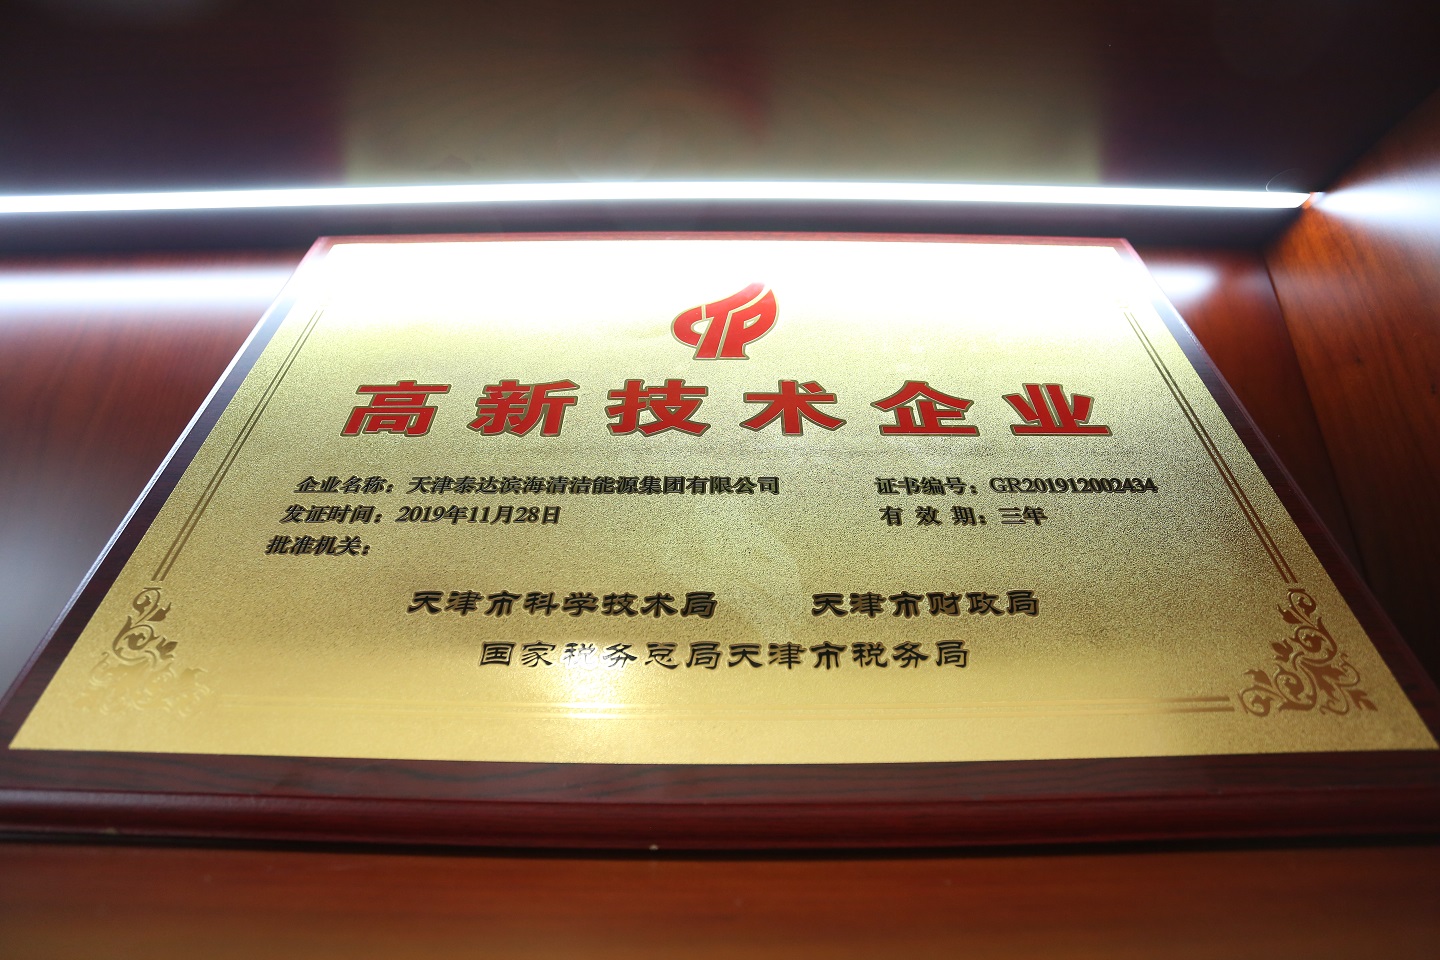 CTP
高新技术企业
企业名称：天津泰达滨海清洁能源集团有限公司 证书编号：GR201912002434
发证时间：2019年11月28日 有 效 期：三年
批准机关：
天津市科学技术局 天津市财政局
国家税务总局天津市税务局